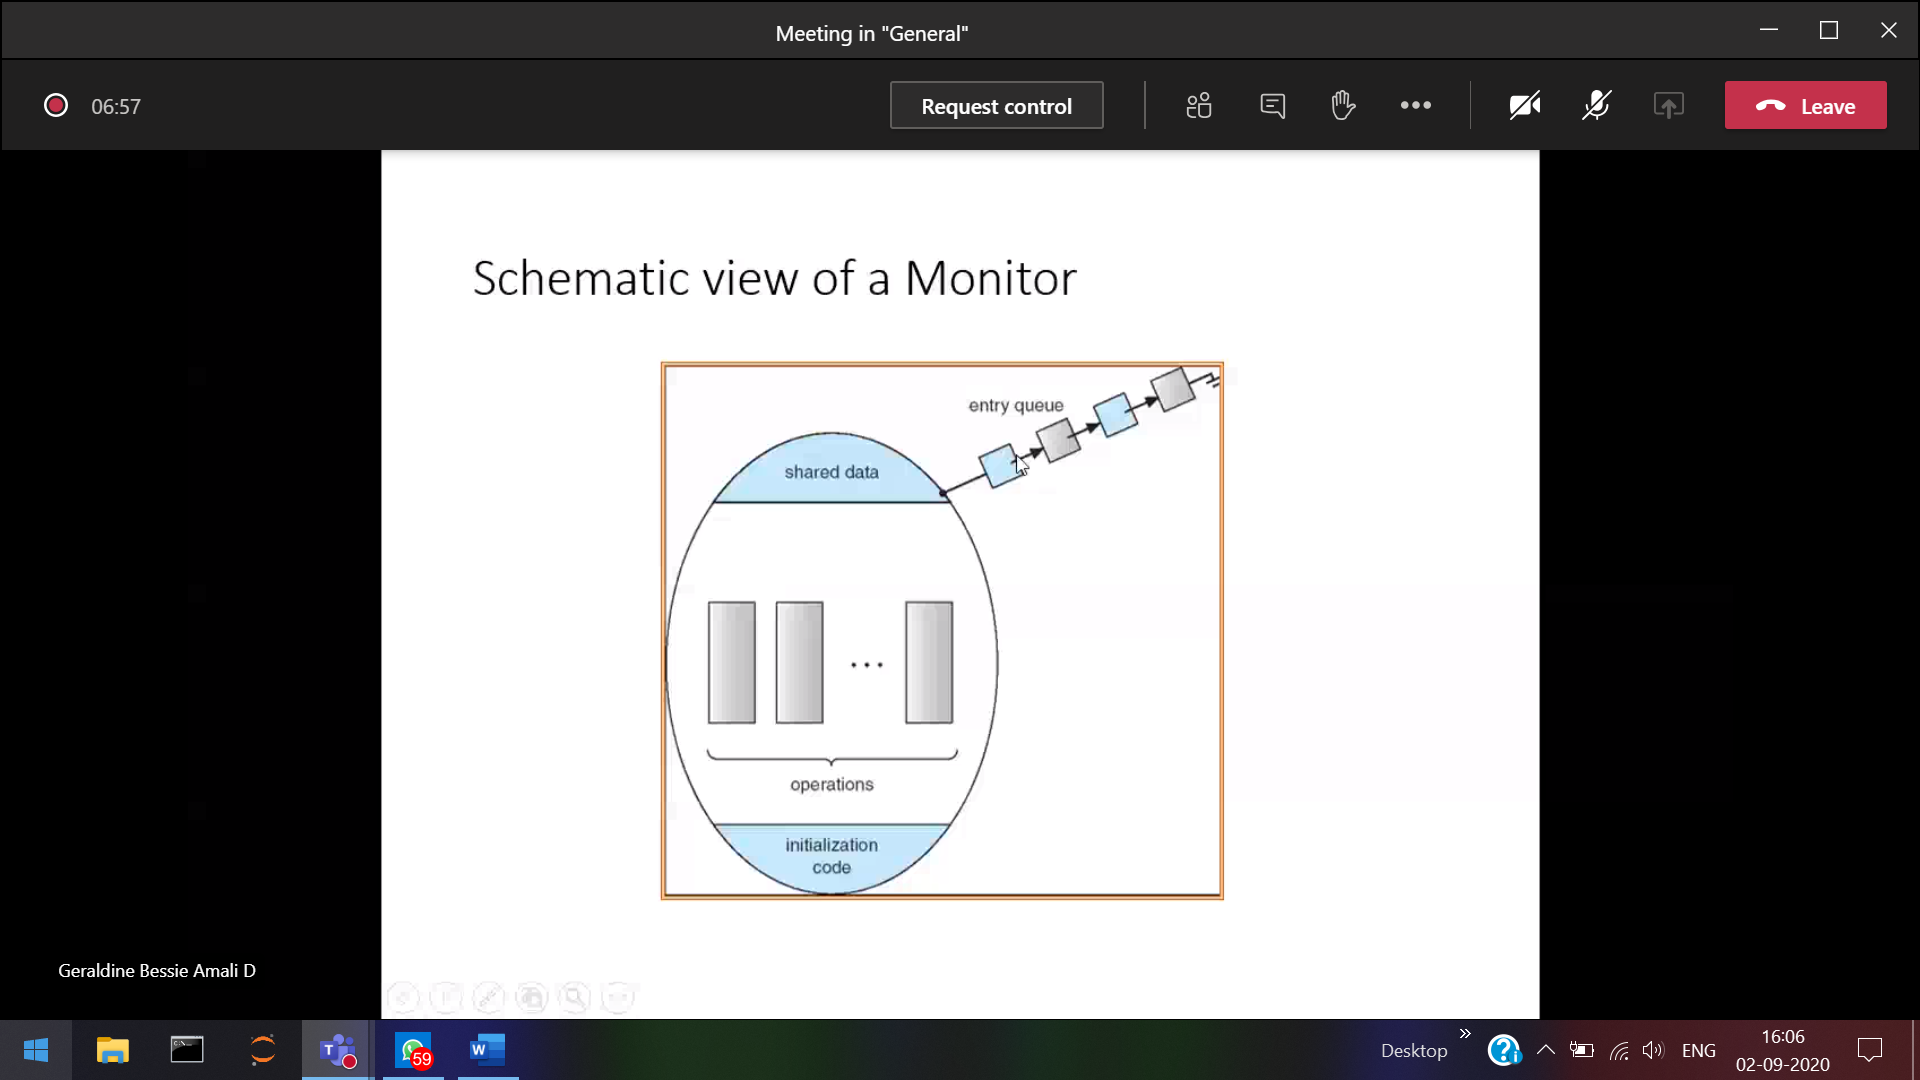 Meeting in "General"
06:57
Request control
Leave
Schematic view of a Monitor
entry queue
shared data
...
operations
initialization
code
Geraldine Bessie Amali D
59
Desktop
ENG
16:06
02-09-2020